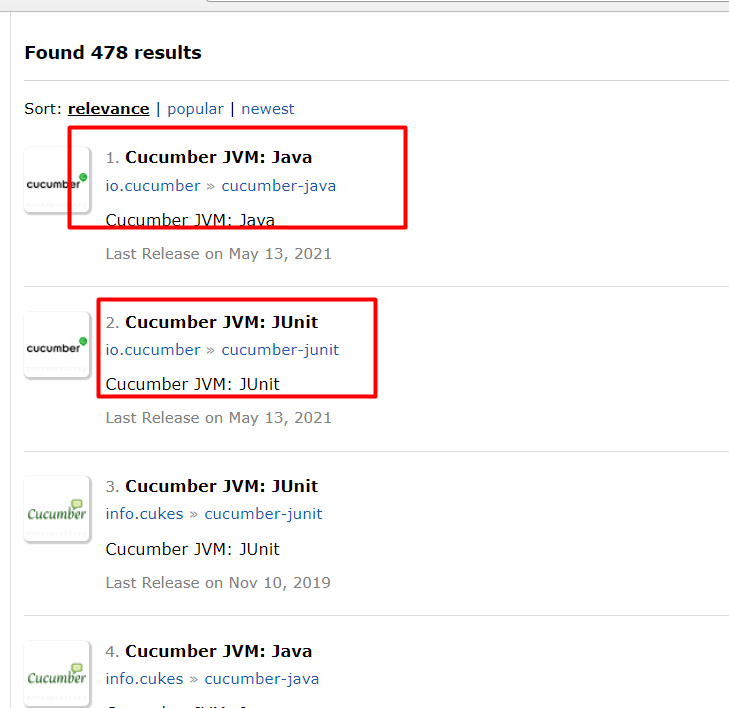 Found 478 results
Sort: relevance | popular | newest
cucumber
1. Cucumber JVM: Java
io.cucumber » cucumber-java
Cucumber JVM: Java
Last Release on May 13, 2021
cucumber
2. Cucumber JVM: JUnit
io.cucumber » cucumber-junit
Cucumber JVM: JUnit
Last Release on May 13, 2021
Cucumber
3. Cucumber JVM: JUnit
info.cukes » cucumber-junit
Cucumber JVM: JUnit
Last Release on Nov 10, 2019
Cucumber
4. Cucumber JVM: Java
info.cukes » cucumber-java